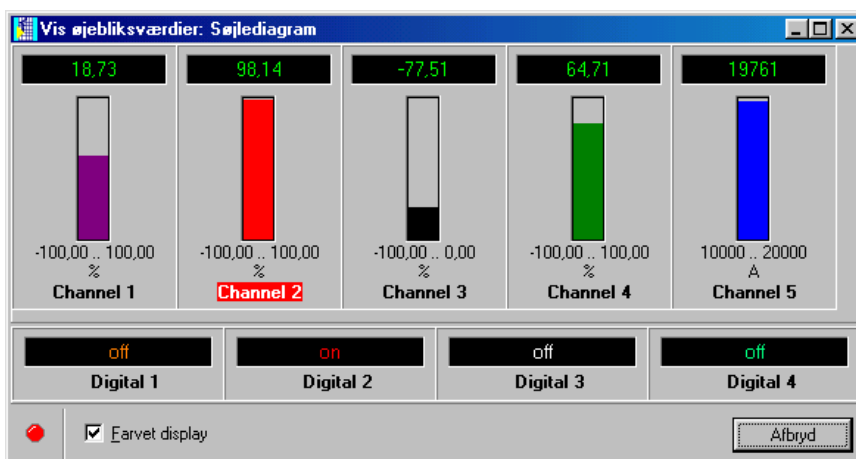 Vis øjebliksværdier: Søjlediagram
18,73
98,14
-77,51
64,71
19761
-100,00 .. 100,00
%
Channel 1
-100,00 .. 100,00
%
Channel 2
-100,00 .. 0,00
%
Channel 3
-100,00 .. 100,00
%
Channel 4
10000 .. 20000
A
Channel 5
off
Digital 1
on
Digital 2
off
Digital 3
off
Digital 4
Farvet display
Afbryd